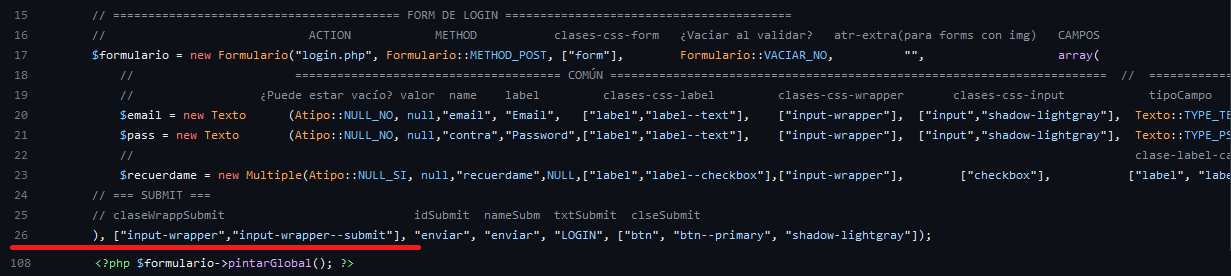 15 // ======================================== FORM DE LOGIN ========================================
16 // ACTION METHOD clases-css-form ¿Vaciar al validar? atr-extra(para forms con img) CAMPOS
17 $formulario = new Formulario("login.php", Formulario::METHOD_POST, ["form"], Formulario::VACIAR_NO, "", array(
18 // ===================================== COMÚN ===================================================================== // ====
19 // ¿Puede estar vacío? valor name label clases-css-label clases-css-wrapper clases-css-input tipoCampo
20 $email = new Texto (Atipo::NULL_NO, null,"email", "Email", ["label","label--text"], ["input-wrapper"], ["input","shadow-lightgray"], Texto::TYPE_TE
21 $pass = new Texto (Atipo::NULL_NO, null,"contra","Password",["label","label--text"], ["input-wrapper"], ["input","shadow-lightgray"], Texto::TYPE_PS
22 // clase-label-ca
23 $recuerdame = new Multiple(Atipo::NULL_SI, null,"recuerdame",NULL,["label","label--checkbox"],["input-wrapper"], ["checkbox"], ["label", "labe
24 // === SUBMIT ===
25 // claseWrappSubmit idSubmit nameSubm txtSubmit clseSubmit
26 ), ["input-wrapper","input-wrapper--submit"], "enviar", "enviar", "LOGIN", ["btn", "btn--primary", "shadow-lightgray"]);
108 <?php $formulario->pintarGlobal(); ?>